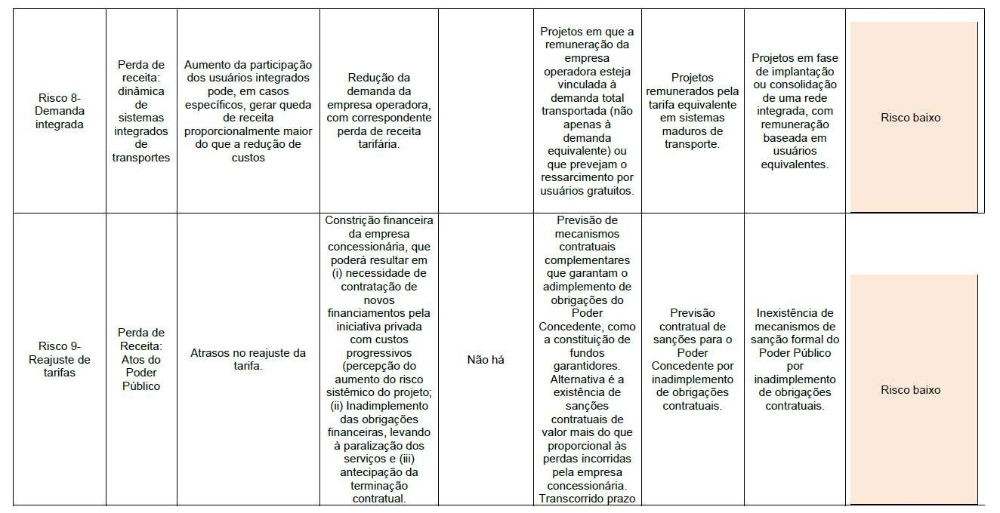 Risco 8-
Demanda
integrada
Perda de
receita:
dinâmica
de
sistemas
integrados
de
transportes
Aumento da participação
dos usuários integrados
pode, em casos
específicos, gerar queda
de receita
proporcionalmente maior
do que a redução de
custos
Redução da
demanda da
empresa operadora,
com correspondente
perda de receita
tarifária.
Projetos em que a
remuneração da
empresa
operadora esteja
vinculada à
demanda total
transportada (não
apenas à
demanda
equivalente) ou
que prevejam o
ressarcimento por
usuários gratuitos.
Projetos
remunerados pela
tarifa equivalente
em sistemas
maduros de
transporte.
Projetos em fase
de implantação
ou consolidação
de uma rede
integrada, com
remuneração
baseada em
usuários
equivalentes.
Risco baixo
Risco 9-
Reajuste de
tarifas
Perda de
Receita:
Atos do
Poder
Público
Atrasos no reajuste da
tarifa.
Constrição financeira
da empresa
concessionária, que
poderá resultar em
(i) necessidade de
contratação de
novos
financiamentos pela
iniciativa privada
com custos
progressivos
(percepção do
aumento do risco
sistêmico do projeto;
(ii) Inadimplemento
das obrigações
financeiras, levando
à paralização dos
serviços e (iii)
antecipação da
terminação
contratual.
Não há
Previsão de
mecanismos
contratuais
complementares
que garantam o
adimplemento de
obrigações do
Poder
Concedente, como
a constituição de
fundos
garantidores.
Alternativa é a
existência de
sanções
contratuais de
valor mais do que
proporcional às
perdas incorridas
pela empresa
concessionária.
Transcorrido prazo
Previsão
contratual de
sanções para o
Poder
Concedente por
inadimplemento
de obrigações
contratuais.
Inexistência de
mecanismos de
sanção formal do
Poder Público
por
inadimplemento
de obrigações
contratuais.
Risco baixo